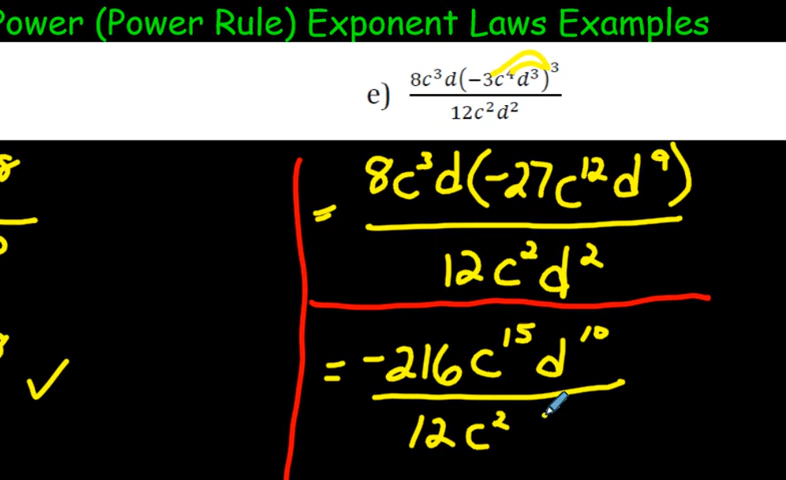 Power (Power Rule) Exponent Laws Examples
e) 8c³d(−3c⁴d³)³
12c²d²
= 8c³d(-27c¹²d⁹)
12c²d²
= -216c¹⁵d¹⁰
12c²
✓